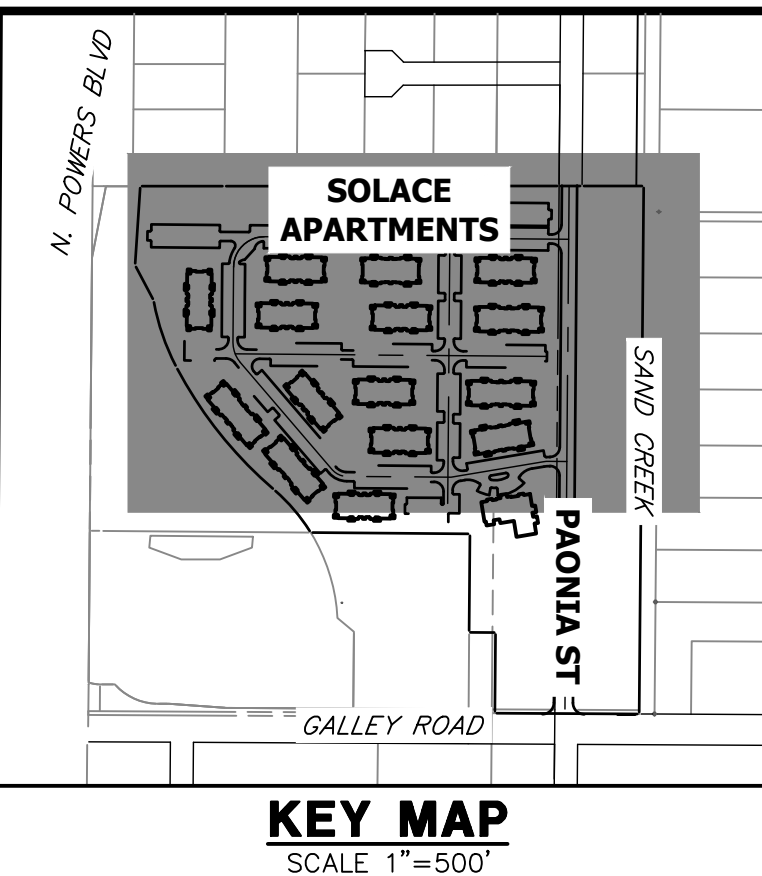 N. POWERS BLVD
SOLACE
APARTMENTS
SAND CREEK
PAONIA ST
GALLEY ROAD
KEY MAP
SCALE 1"=500'